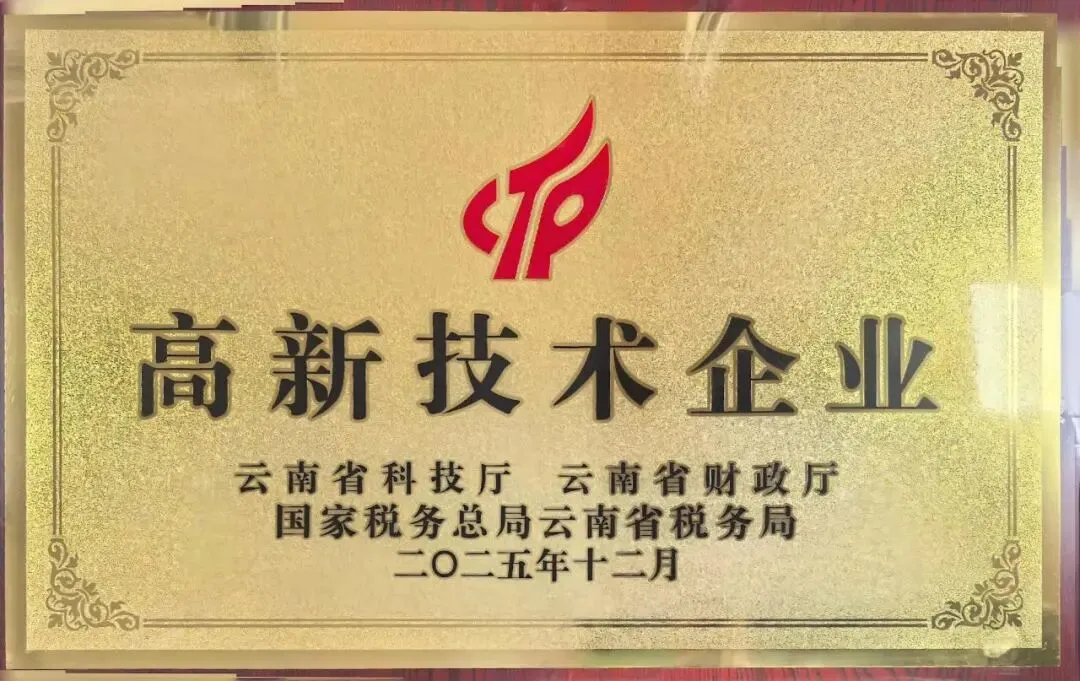 CTP
高新技术企业
云南省科技厅 云南省财政厅
国家税务总局云南省税务局
二〇二五年十二月